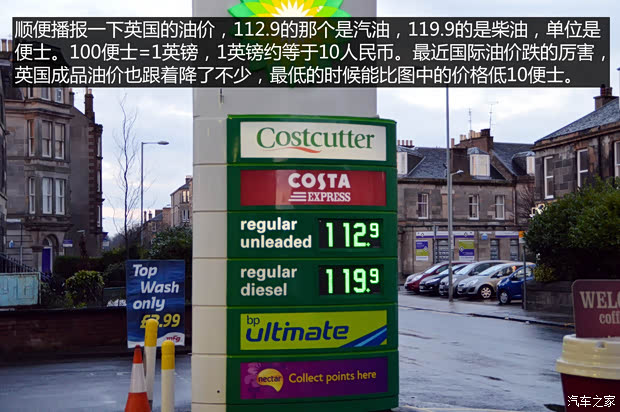 顺便播报一下英国的油价，112.9的那个是汽油，119.9的是柴油，单位是
便士。100便士=1英镑，1英镑约等于10人民币。最近国际油价跌的厉害，
英国成品油价也跟着降了不少，最低的时候能比图中的价格低10便士。
Costcutter
COSTA
EXPRESS
regular
unleaded
112.9
regular
diesel
119.9
bp
ultimate
nectar
Collect points here
Top
Wash
only
£3.99
WELC
coff
汽车之家